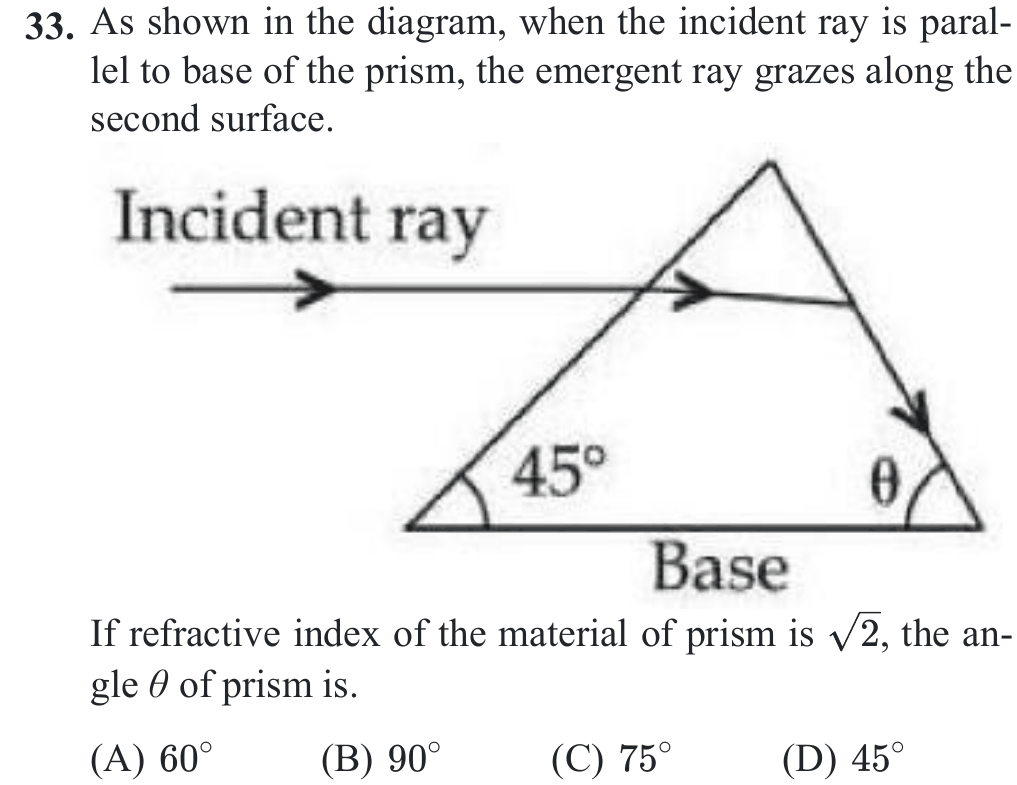 33. As shown in the diagram, when the incident ray is paral-
lel to base of the prism, the emergent ray grazes along the
second surface.
Incident ray
45°
θ
Base
If refractive index of the material of prism is √2, the an-
gle θ of prism is.
(A) 60° (B) 90° (C) 75° (D) 45°